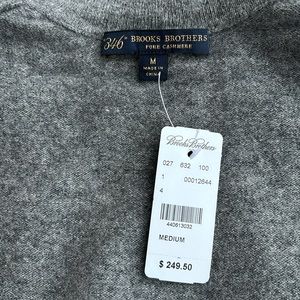 346 BROOKS BROTHERS
PURE CASHMERE
M
MADE IN
CHINA
Brooks Brothers
027 632 100
1 00012644
4
440613032
MEDIUM
$ 249.50